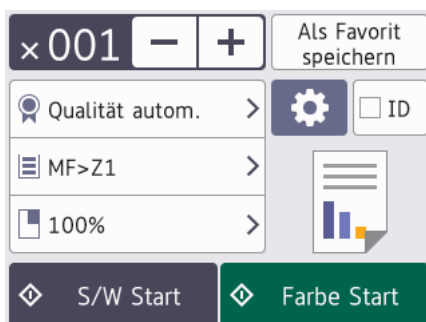 ×001 − +
Als Favorit
speichern
Qualität autom.
ID
MF>Z1
100%
S/W Start
Farbe Start